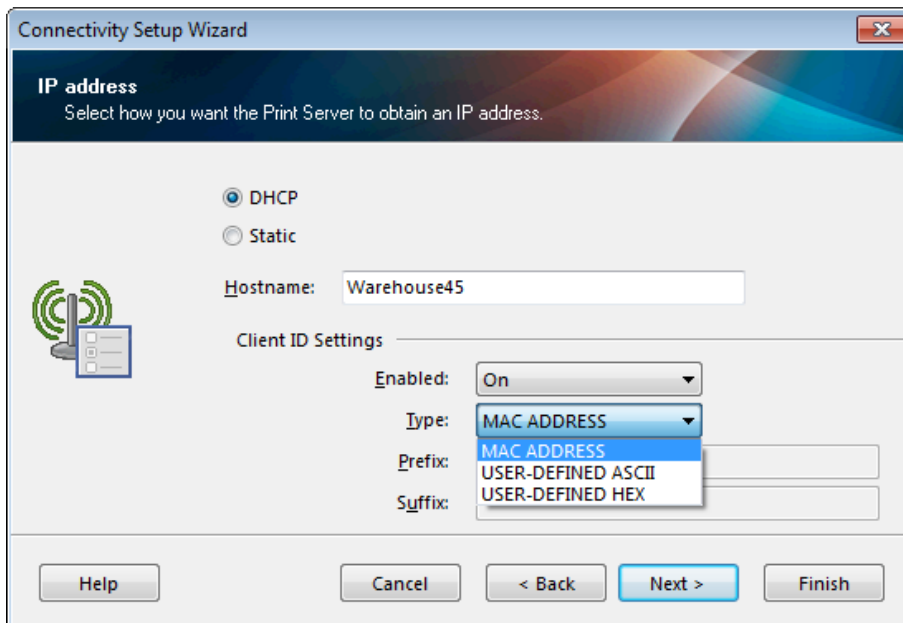 Connectivity Setup Wizard
IP address
Select how you want the Print Server to obtain an IP address.
DHCP
Static
Hostname: Warehouse45
Client ID Settings
Enabled: On
Type: MAC ADDRESS
MAC ADDRESS
Prefix:
USER-DEFINED ASCII
USER-DEFINED HEX
Suffix:
Help Cancel < Back Next > Finish